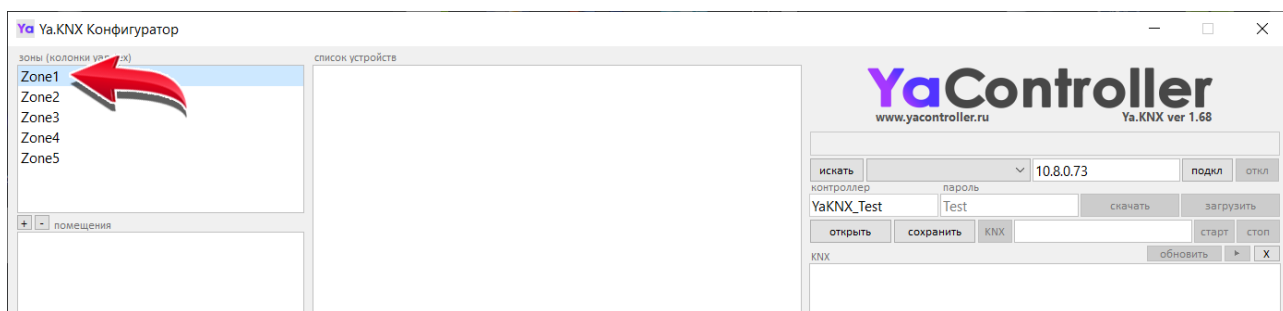 Ya Ya.KNX Конфигуратор
зоны (колонки
список устройств
Zone1
Zone2
Zone3
Zone4
Zone5
+ - помещения
YaController
www.yacontroller.ru Ya.KNX ver 1.68
искать 10.8.0.73 подкл откл
контроллер пароль
YaKNX_Test Test скачать загрузить
открыть сохранить KNX старт стоп
KNX обновить X